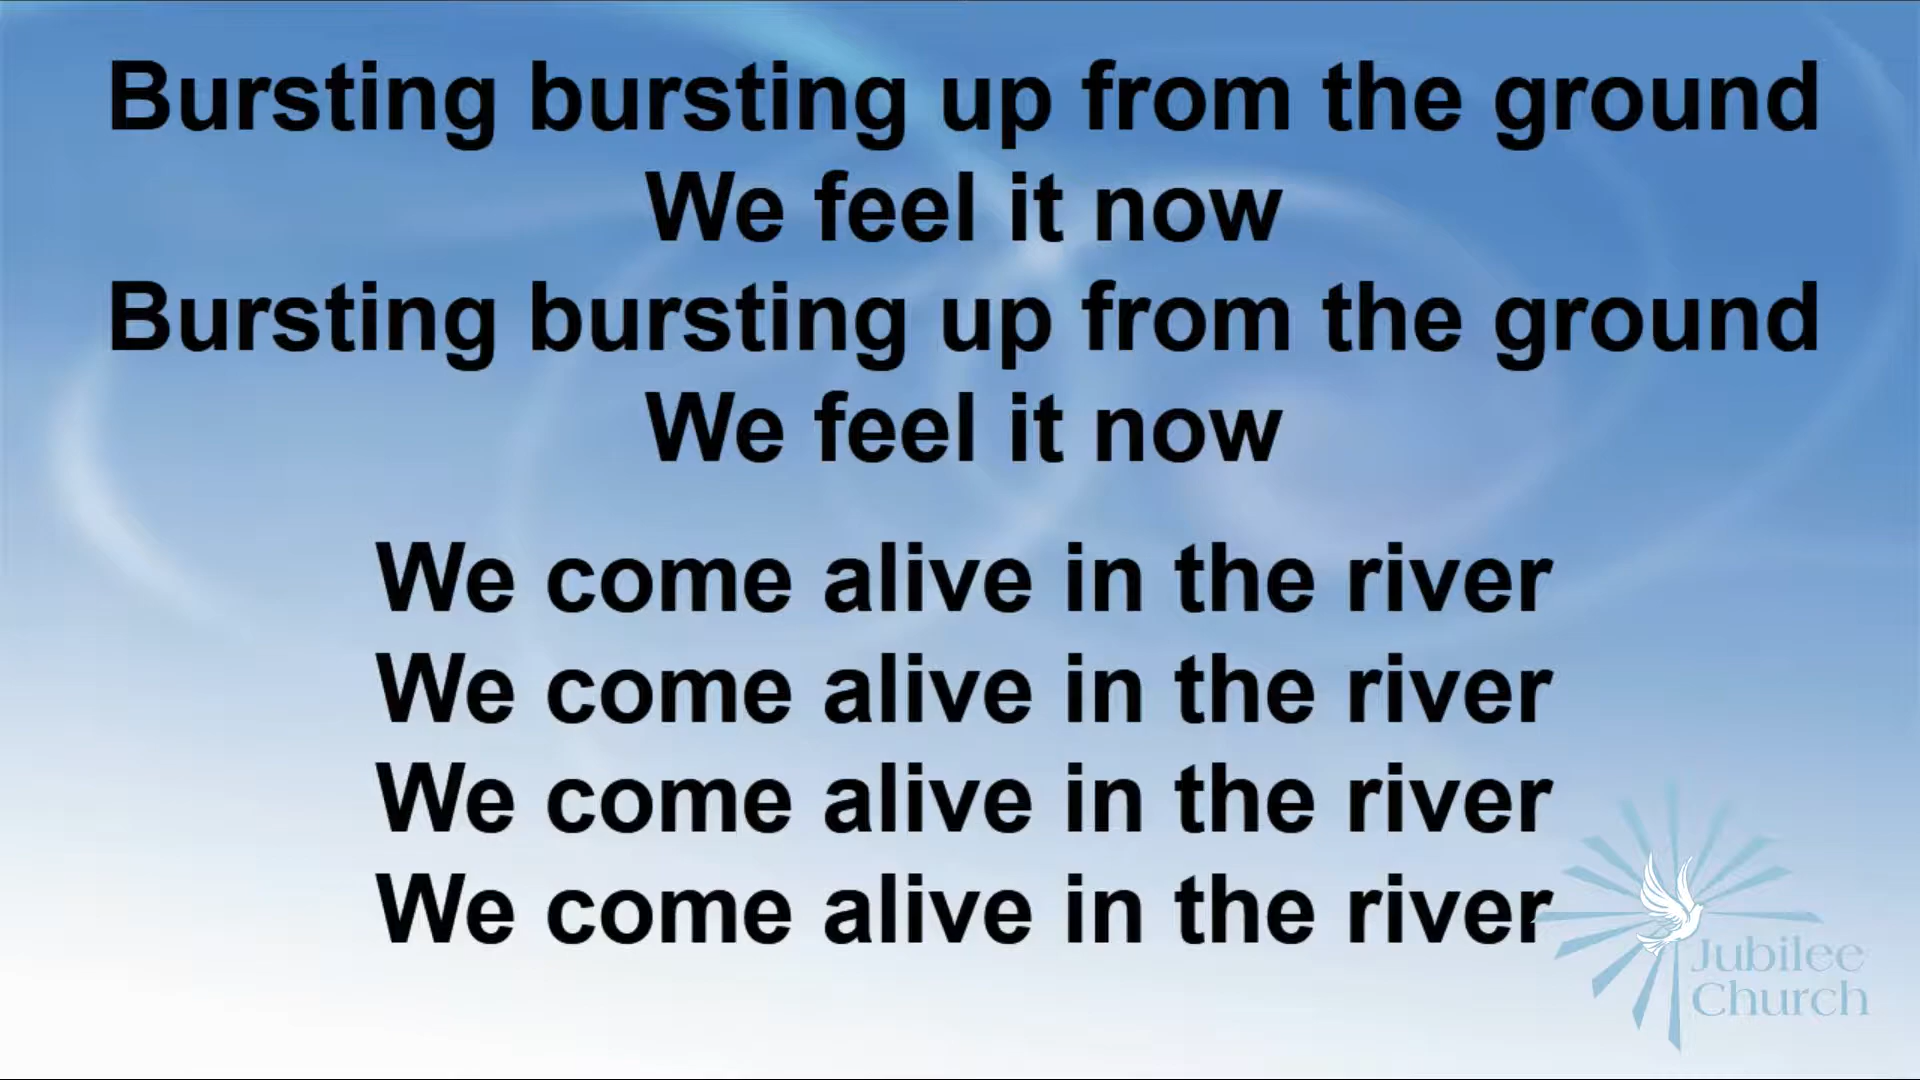 Bursting bursting up from the ground
We feel it now
Bursting bursting up from the ground
We feel it now
We come alive in the river
We come alive in the river
We come alive in the river
We come alive in the river
Jubilee
Church